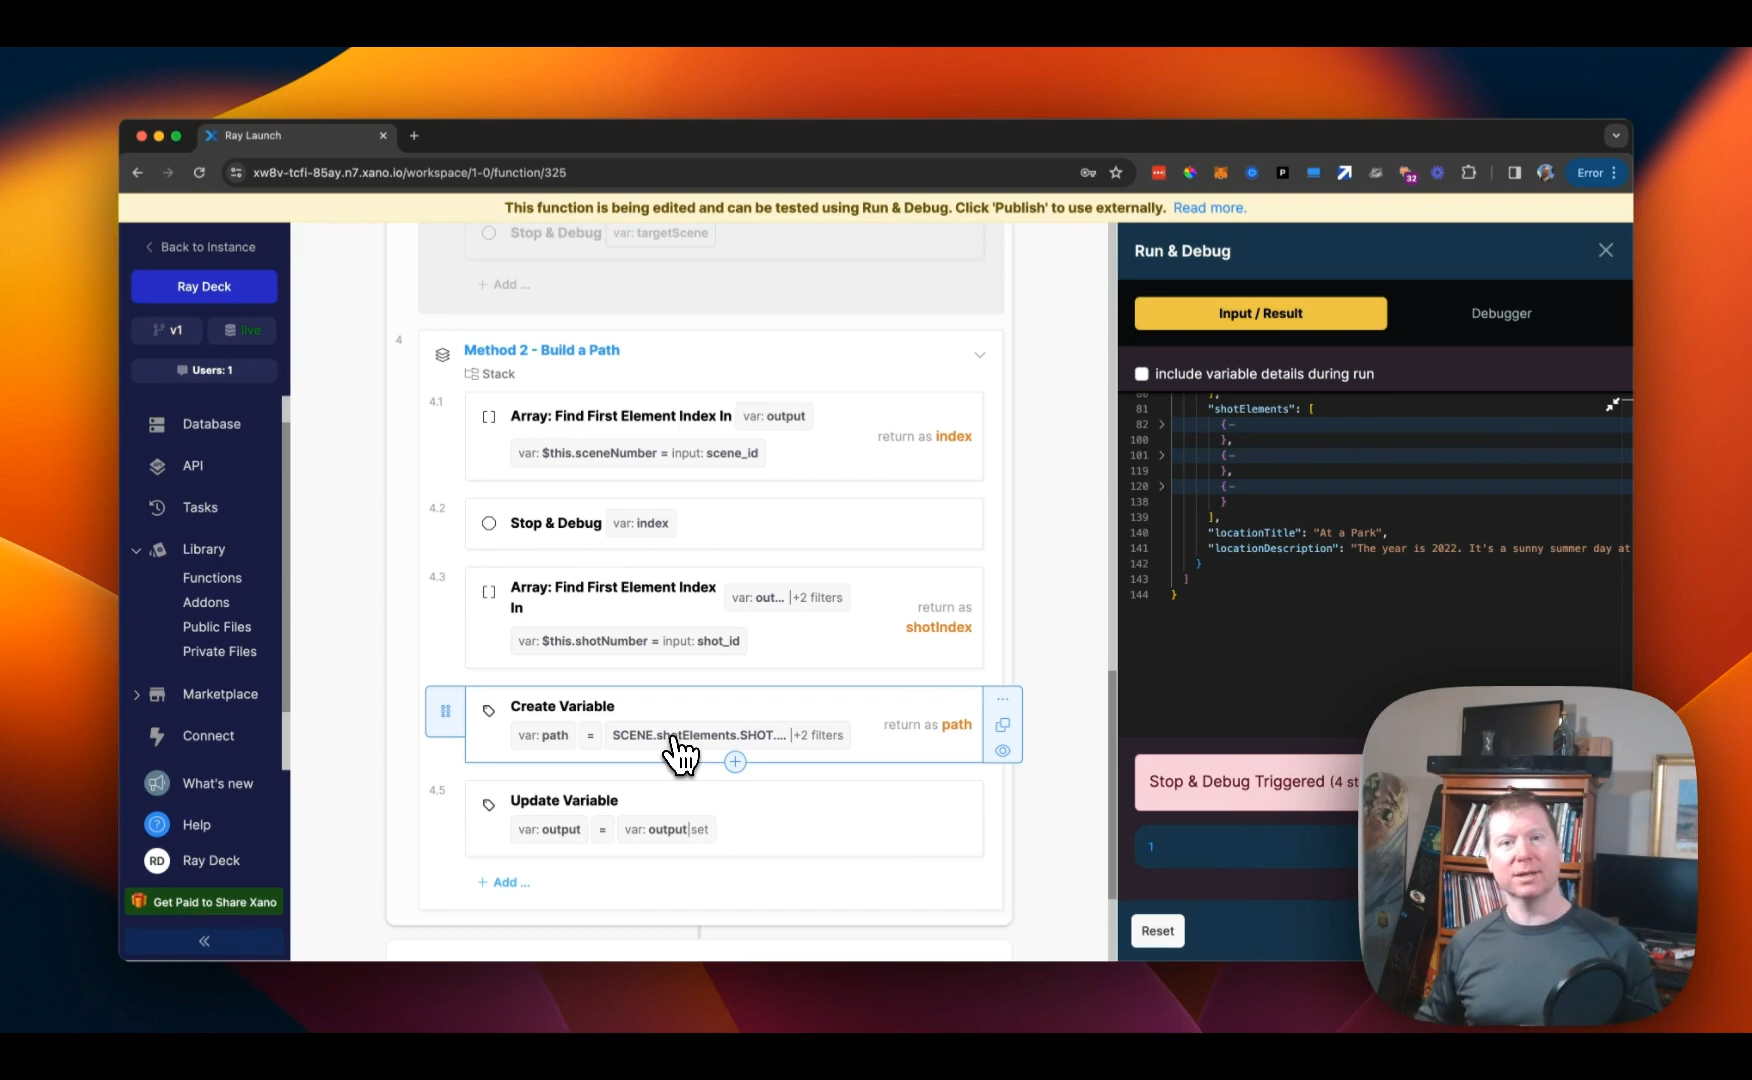 Ray Launch
xw8v-tcfi-85ay.n7.xano.io/workspace/1-0/function/325
32
Error
This function is being edited and can be tested using Run & Debug. Click 'Publish' to use externally. Read more.
Back to Instance
Ray Deck
v1
live
Users: 1
Database
API
Tasks
Library
Functions
Addons
Public Files
Private Files
Marketplace
Connect
What's new
Help
RD Ray Deck
Get Paid to Share Xano
Stop & Debug var: targetScene
+ Add ...
4
Method 2 - Build a Path
Stack
4.1
[ ] Array: Find First Element Index In var: output
var: $this.sceneNumber = input: scene_id
return as index
4.2
Stop & Debug var: index
4.3
[ ] Array: Find First Element Index
In
var: out... |+2 filters
return as
shotIndex
var: $this.shotNumber = input: shot_id
Create Variable
var: path = SCENE.shotElements.SHOT.... |+2 filters
return as path
4.5
Update Variable
var: output = var: output|set
+ Add ...
Run & Debug
Input / Result
Debugger
include variable details during run
80 ],
81 "shotElements": [
82 {
100 },
101 {
119 },
120 {
138 }
139 ],
140 "locationTitle": "At a Park",
141 "locationDescription": "The year is 2022. It's a sunny summer day at
142 }
143 ]
144 }
Stop & Debug Triggered (4 st
1
Reset